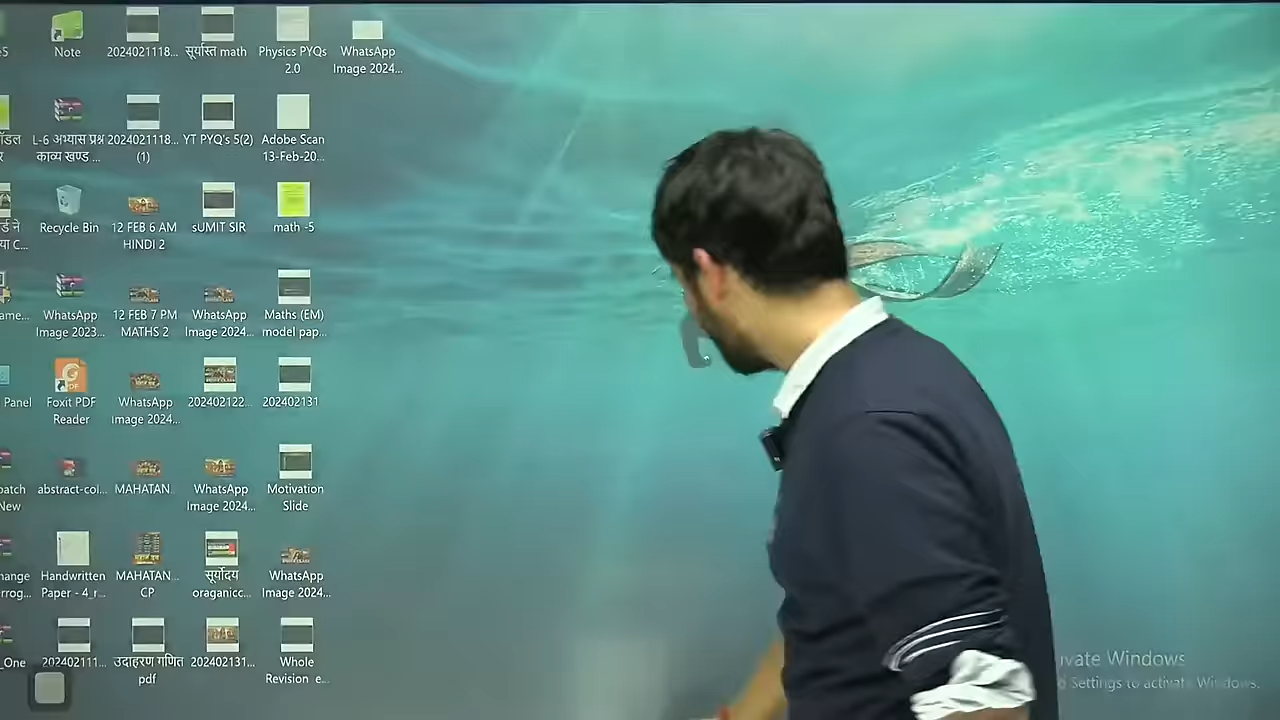 Note
2024021118...
सूर्यास्त math
Physics PYQs
2.0
WhatsApp
Image 2024...
L-6 अभ्यास प्रश्न
काव्य खण्ड ...
2024021118...
(1)
YT PYQ's 5(2)
Adobe Scan
13-Feb-20...
Recycle Bin
12 FEB 6 AM
HINDI 2
sUMIT SIR
math -5
WhatsApp
Image 2023...
12 FEB 7 PM
MATHS 2
WhatsApp
Image 2024...
Maths (EM)
model pap...
Panel
Foxit PDF
Reader
WhatsApp
Image 2024...
202402122...
202402131
abstract-col...
MAHATAN...
WhatsApp
Image 2024...
Motivation
Slide
New
Handwritten
Paper - 4_r...
MAHATAN...
CP
सूर्योदय
oraganicc...
WhatsApp
Image 2024...
_One
202402111...
उदाहरण गणित
pdf
202402131...
Whole
Revision e...
ivate Windows
o Settings to activate Windows.